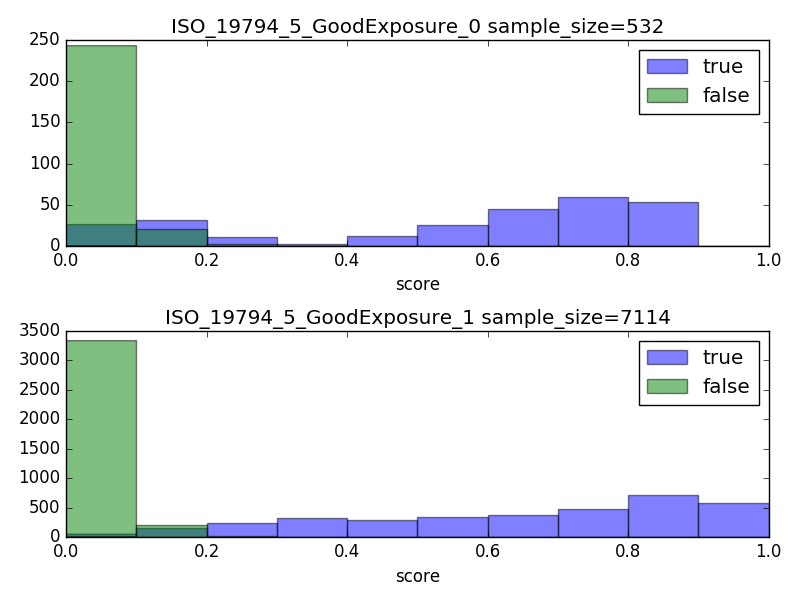 ISO_19794_5_GoodExposure_0 sample_size=532
250
200
150
100
50
0
true
false
0.0 0.2 0.4 0.6 0.8 1.0
score
ISO_19794_5_GoodExposure_1 sample_size=7114
3500
3000
2500
2000
1500
1000
500
0
true
false
0.0 0.2 0.4 0.6 0.8 1.0
score